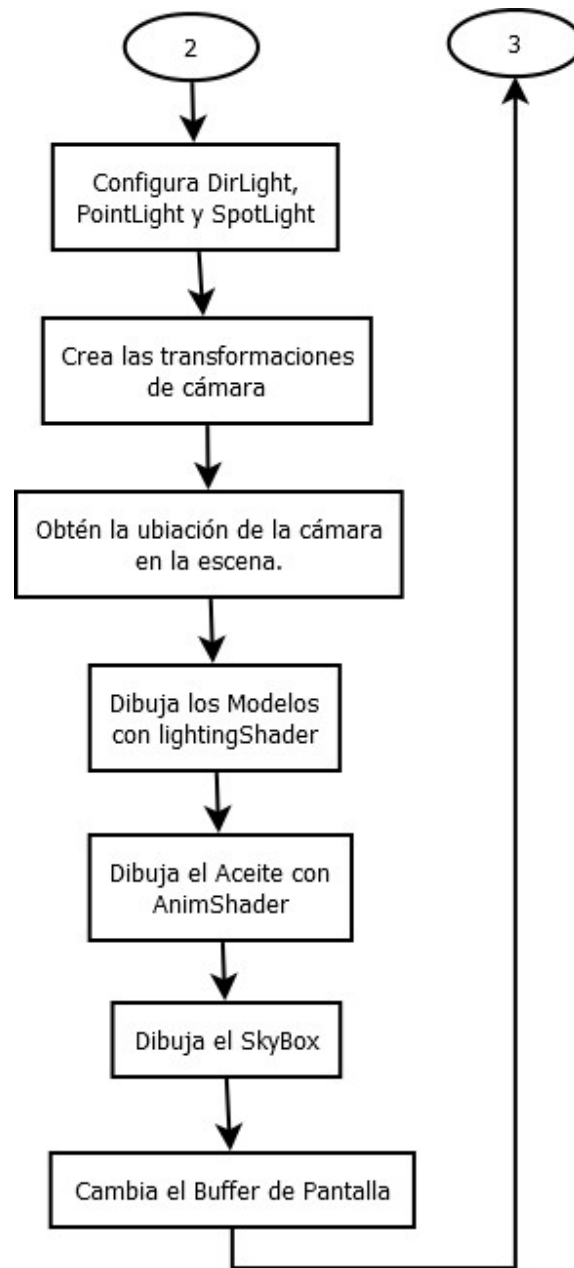 2
3
Configura DirLight,
PointLight y SpotLight
Crea las transformaciones
de cámara
Obtén la ubiación de la cámara
en la escena.
Dibuja los Modelos
con lightingShader
Dibuja el Aceite con
AnimShader
Dibuja el SkyBox
Cambia el Buffer de Pantalla